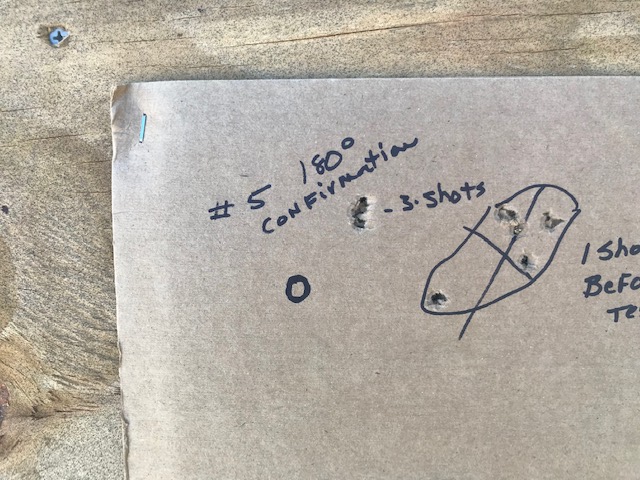 180°
# 5 Confirmation
- 3 Shots
1 Sho
Befo
Te